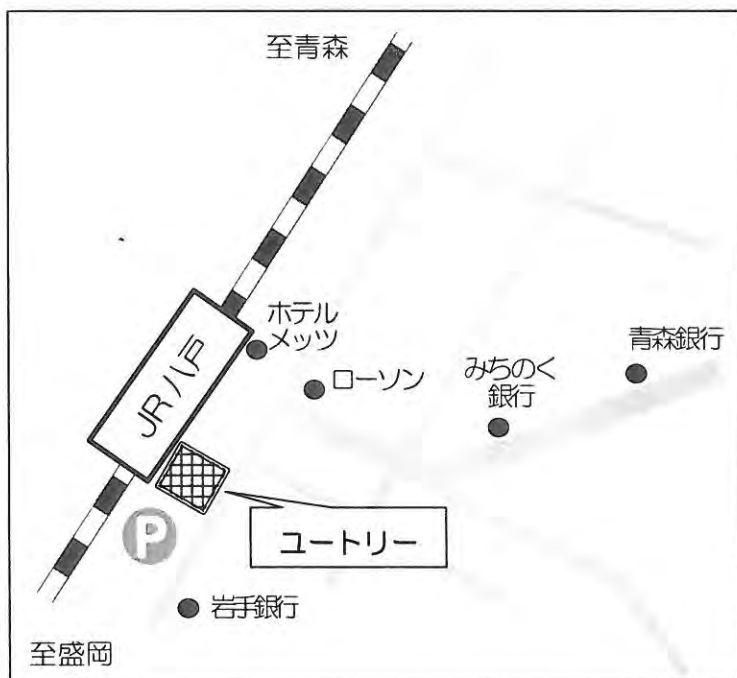 至青森
ホテル
メッツ
JR八戸
ローソン
みちのく
銀行
青森銀行
P
ユートリー
岩手銀行
至盛岡